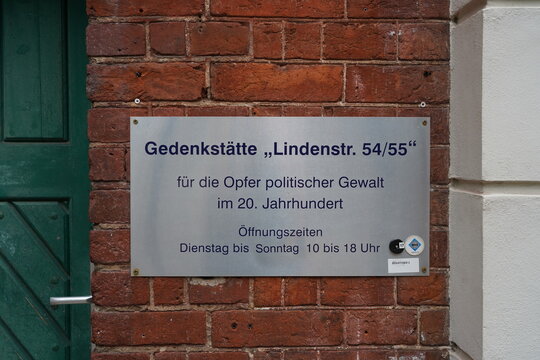 Gedenkstätte „Lindenstr. 54/55“
für die Opfer politischer Gewalt
im 20. Jahrhundert
Öffnungszeiten
Dienstag bis Sonntag 10 bis 18 Uhr